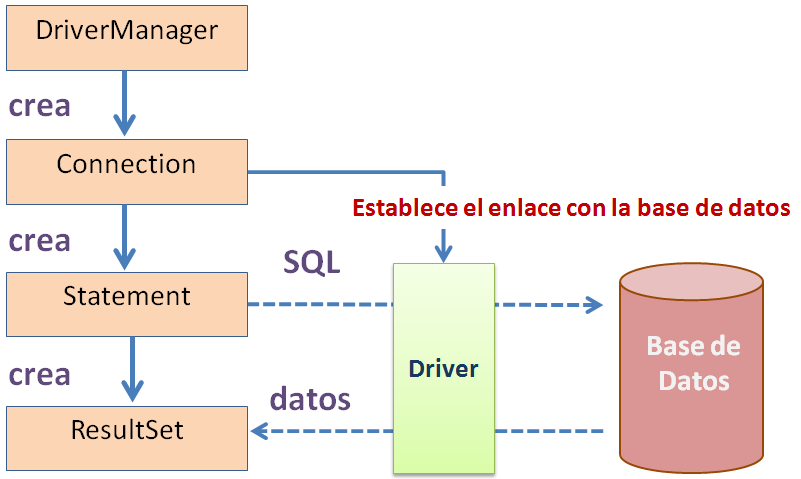 DriverManager
crea
Connection
Establece el enlace con la base de datos
crea
SQL
Statement
Base de
Datos
Driver
crea
datos
ResultSet